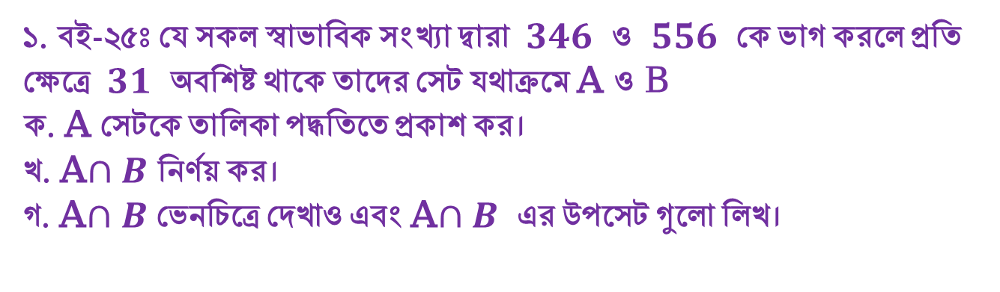 ১. বই-২৫ঃ যে সকল স্বাভাবিক সংখ্যা দ্বারা 346 ও 556 কে ভাগ করলে প্রতি
ক্ষেত্রে 31 অবশিষ্ট থাকে তাদের সেট যথাক্রমে A ও B
ক. A সেটকে তালিকা পদ্ধতিতে প্রকাশ কর।
খ. A∩ B নির্ণয় কর।
গ. A∩ B ভেনচিত্রে দেখাও এবং A∩ B এর উপসেট গুলো লিখ।